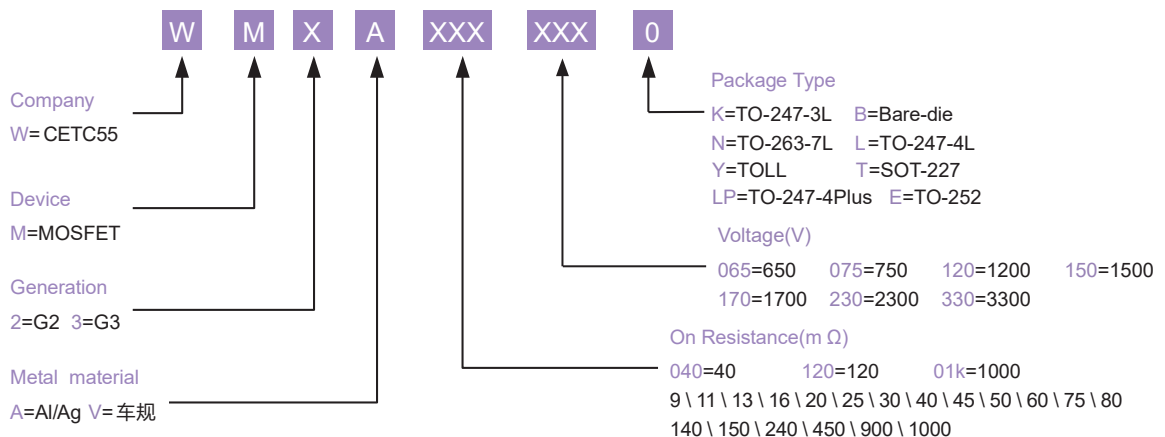 W M X A XXX XXX 0
Company
W= CETC55
Device
M=MOSFET
Generation
2=G2 3=G3
Metal material
A=Al/Ag V=车规
Package Type
K=TO-247-3L B=Bare-die
N=TO-263-7L L=TO-247-4L
Y=TOLL T=SOT-227
LP=TO-247-4Plus E=TO-252
Voltage(V)
065=650 075=750 120=1200 150=1500
170=1700 230=2300 330=3300
On Resistance(m Ω)
040=40 120=120 01k=1000
9 \ 11 \ 13 \ 16 \ 20 \ 25 \ 30 \ 40 \ 45 \ 50 \ 60 \ 75 \ 80
140 \ 150 \ 240 \ 450 \ 900 \ 1000